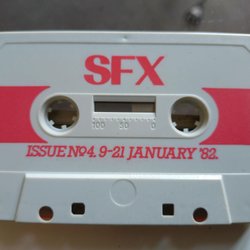 SFX
100 50 0
ISSUE Nº4. 9-21 JANUARY '82.